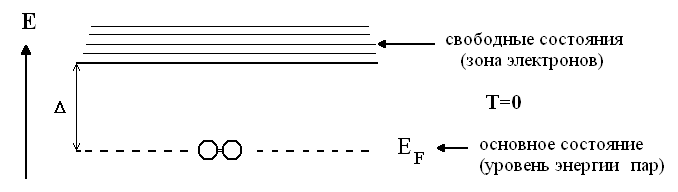 E
свободные состояния
(зона электронов)
Δ
T=0
E_F
основное состояние
(уровень энергии пар)